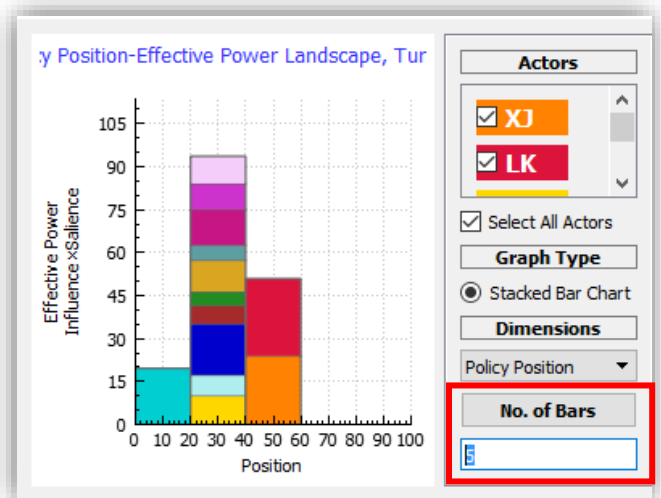 :y Position-Effective Power Landscape, Tur
Effective Power
Influence ×Salience
105
90
75
60
45
30
15
0
0 10 20 30 40 50 60 70 80 90 100
Position
Actors
XJ
LK
Select All Actors
Graph Type
Stacked Bar Chart
Dimensions
Policy Position
No. of Bars
5